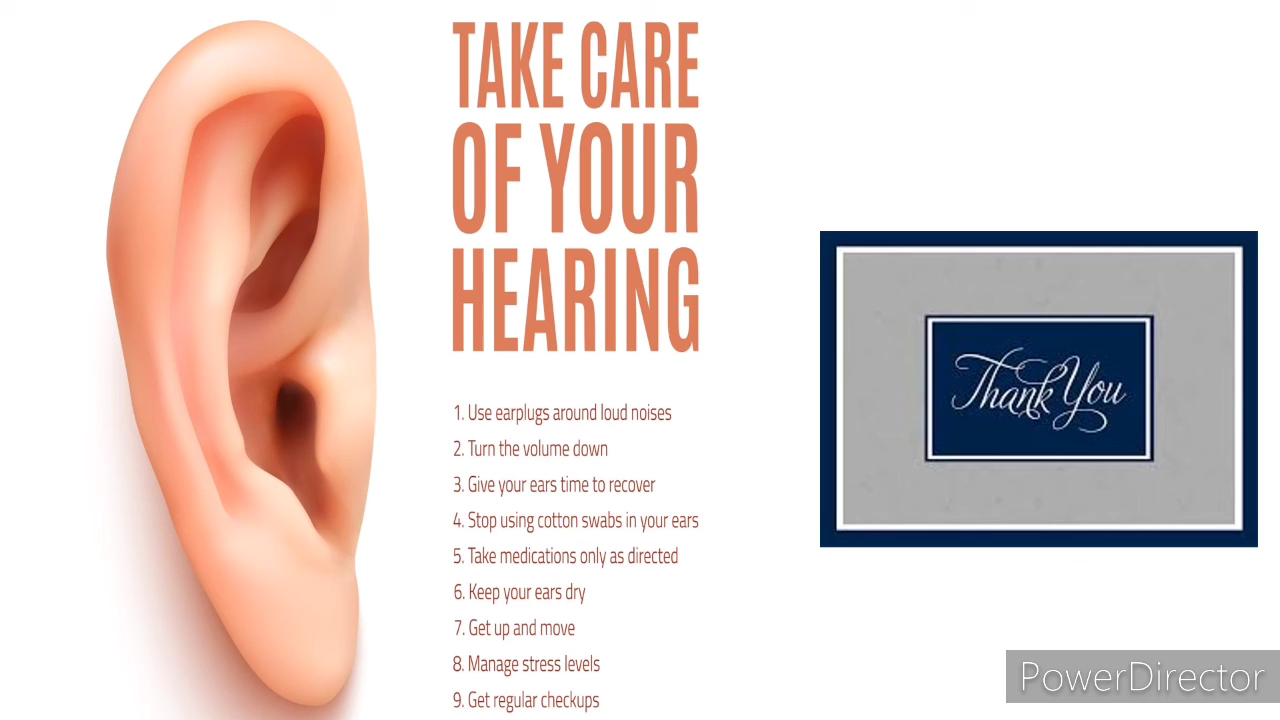 TAKE CARE
OF YOUR
HEARING
1. Use earplugs around loud noises
2. Turn the volume down
3. Give your ears time to recover
4. Stop using cotton swabs in your ears
5. Take medications only as directed
6. Keep your ears dry
7. Get up and move
8. Manage stress levels
9. Get regular checkups
Thank You
PowerDirector